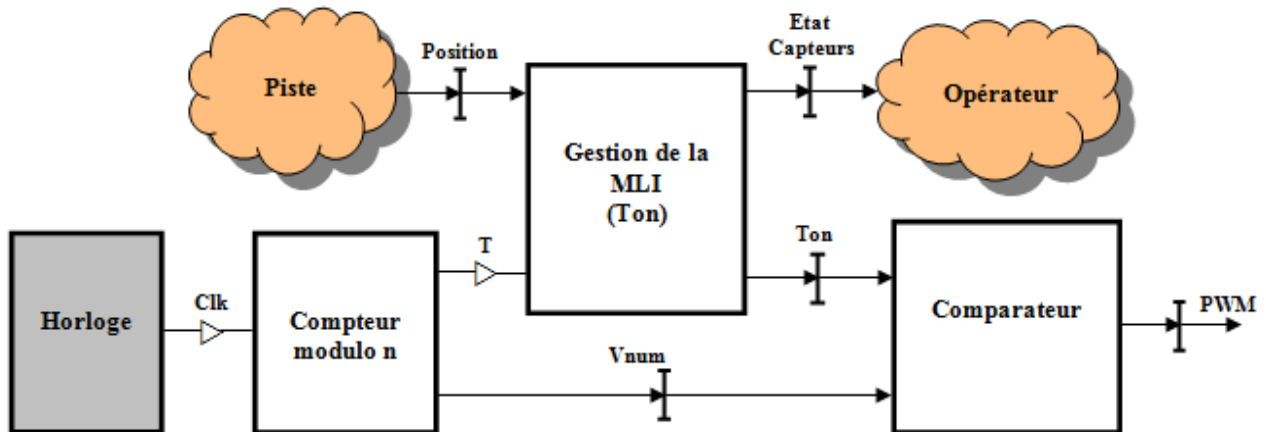 Etat
Capteurs
Position
Piste
Opérateur
Gestion de la
MLI
(Ton)
T
Ton
Clk
Horloge
Compteur
modulo n
Comparateur
PWM
Vnum